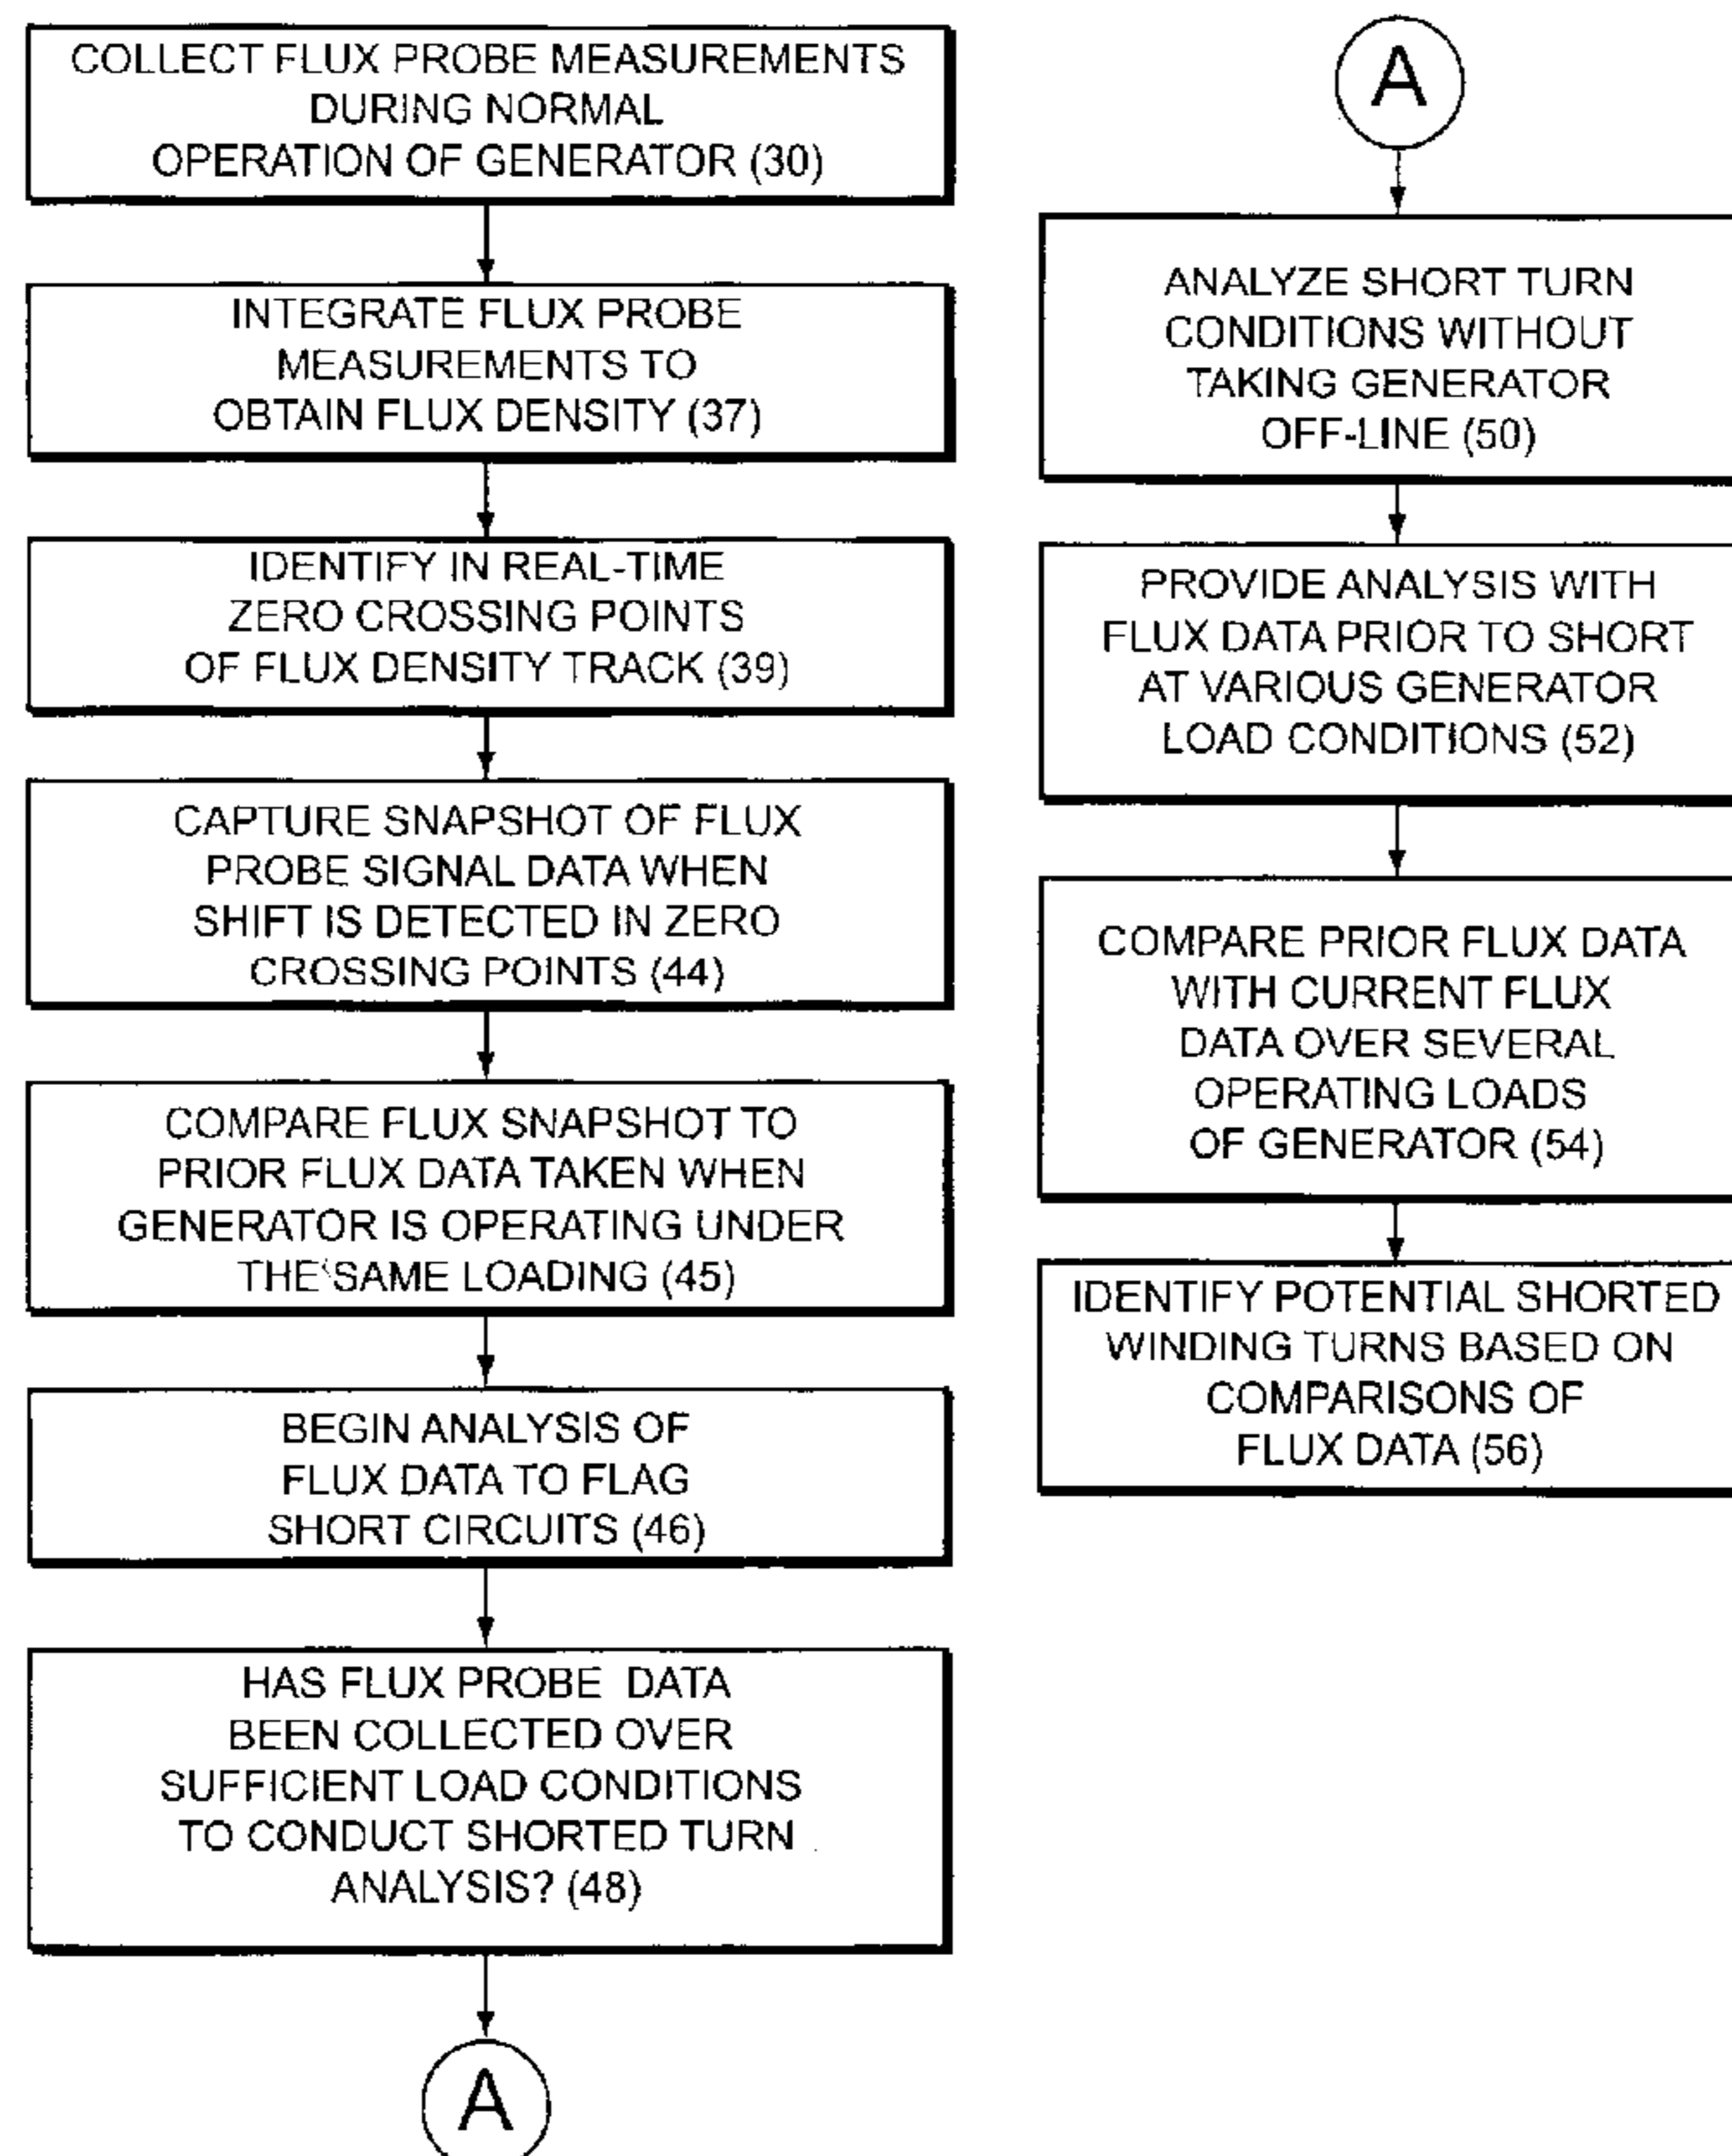 COLLECT FLUX PROBE MEASUREMENTS
DURING NORMAL
OPERATION OF GENERATOR (30)
INTEGRATE FLUX PROBE
MEASUREMENTS TO
OBTAIN FLUX DENSITY (37)
IDENTIFY IN REAL-TIME
ZERO CROSSING POINTS
OF FLUX DENSITY TRACK (39)
CAPTURE SNAPSHOT OF FLUX
PROBE SIGNAL DATA WHEN
SHIFT IS DETECTED IN ZERO
CROSSING POINTS (44)
COMPARE FLUX SNAPSHOT TO
PRIOR FLUX DATA TAKEN WHEN
GENERATOR IS OPERATING UNDER
THE SAME LOADING (45)
BEGIN ANALYSIS OF
FLUX DATA TO FLAG
SHORT CIRCUITS (46)
HAS FLUX PROBE DATA
BEEN COLLECTED OVER
SUFFICIENT LOAD CONDITIONS
TO CONDUCT SHORTED TURN
ANALYSIS? (48)
A
A
ANALYZE SHORT TURN
CONDITIONS WITHOUT
TAKING GENERATOR
OFF-LINE (50)
PROVIDE ANALYSIS WITH
FLUX DATA PRIOR TO SHORT
AT VARIOUS GENERATOR
LOAD CONDITIONS (52)
COMPARE PRIOR FLUX DATA
WITH CURRENT FLUX
DATA OVER SEVERAL
OPERATING LOADS
OF GENERATOR (54)
IDENTIFY POTENTIAL SHORTED
WINDING TURNS BASED ON
COMPARISONS OF
FLUX DATA (56)